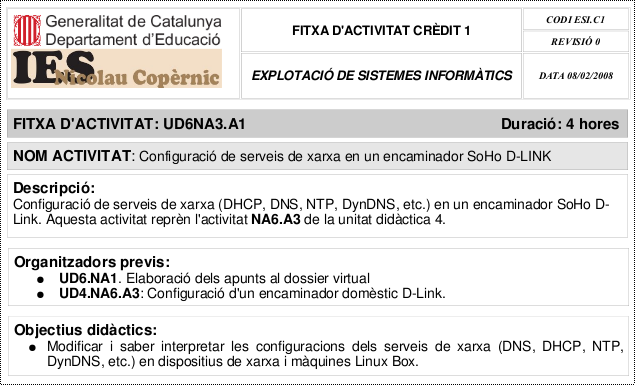 Generalitat de Catalunya
Departament d'Educació
IES
Nicolau Copèrnic
FITXA D'ACTIVITAT CRÈDIT 1
EXPLOTACIÓ DE SISTEMES INFORMÀTICS
CODI ESI.C1
REVISIÓ 0
DATA 08/02/2008
FITXA D'ACTIVITAT: UD6NA3.A1 Duració: 4 hores
NOM ACTIVITAT: Configuració de serveis de xarxa en un encaminador SoHo D-LINK
Descripció:
Configuració de serveis de xarxa (DHCP, DNS, NTP, DynDNS, etc.) en un encaminador SoHo D-
Link. Aquesta activitat reprèn l'activitat NA6.A3 de la unitat didàctica 4.
Organitzadors previs:
● UD6.NA1. Elaboració dels apunts al dossier virtual
● UD4.NA6.A3: Configuració d'un encaminador domèstic D-Link.
Objectius didàctics:
● Modificar i saber interpretar les configuracions dels serveis de xarxa (DNS, DHCP, NTP,
DynDNS, etc.) en dispositius de xarxa i màquines Linux Box.